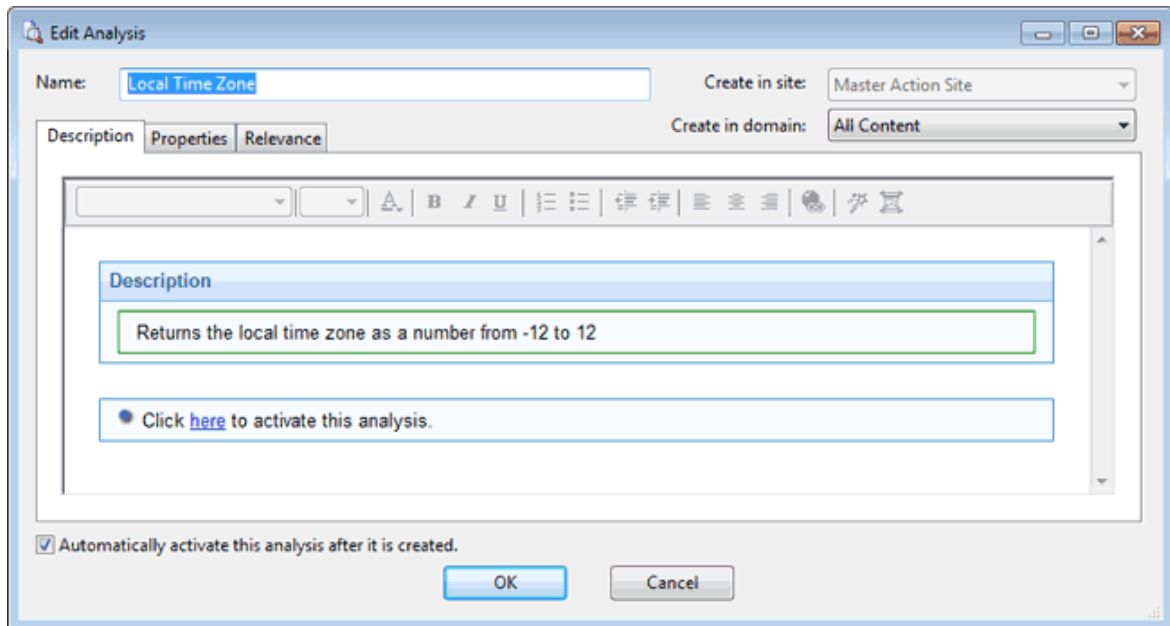 Edit Analysis
Name: Local Time Zone Create in site: Master Action Site
Create in domain: All Content
Description Properties Relevance
A B I U
Description
Returns the local time zone as a number from -12 to 12
Click here to activate this analysis.
Automatically activate this analysis after it is created.
OK Cancel